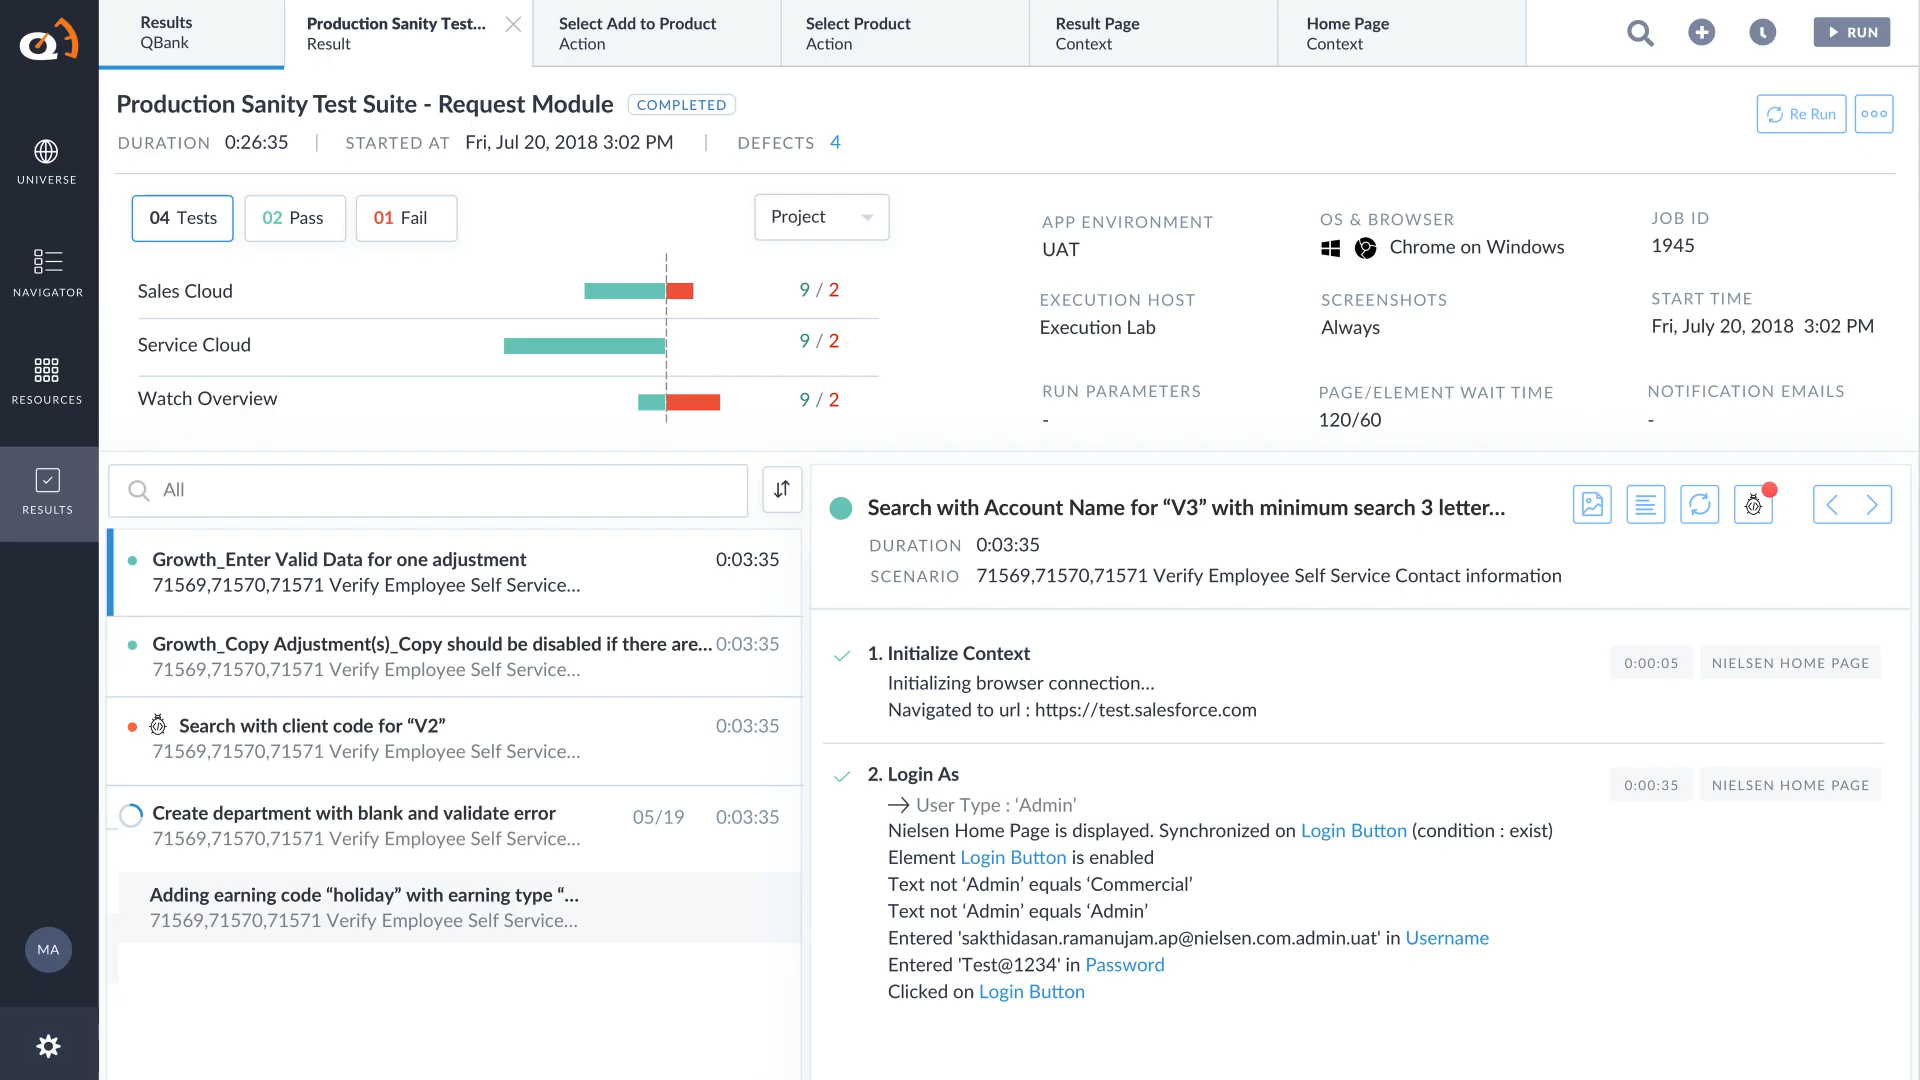 Results
QBank
Production Sanity Test...
Result
Select Add to Product
Action
Select Product
Action
Result Page
Context
Home Page
Context
RUN
UNIVERSE
NAVIGATOR
RESOURCES
RESULTS
MA
Production Sanity Test Suite - Request Module
COMPLETED
DURATION 0:26:35 | STARTED AT Fri, Jul 20, 2018 3:02 PM | DEFECTS 4
Re Run
04 Tests
02 Pass
01 Fail
Project
Sales Cloud 9 / 2
Service Cloud 9 / 2
Watch Overview 9 / 2
APP ENVIRONMENT
UAT
OS & BROWSER
Chrome on Windows
JOB ID
1945
EXECUTION HOST
Execution Lab
SCREENSHOTS
Always
START TIME
Fri, July 20, 2018 3:02 PM
RUN PARAMETERS
-
PAGE/ELEMENT WAIT TIME
120/60
NOTIFICATION EMAILS
-
All
Growth_Enter Valid Data for one adjustment 0:03:35
71569,71570,71571 Verify Employee Self Service...
Growth_Copy Adjustment(s)_Copy should be disabled if there are... 0:03:35
71569,71570,71571 Verify Employee Self Service...
Search with client code for “V2” 0:03:35
71569,71570,71571 Verify Employee Self Service...
Create department with blank and validate error 05/19 0:03:35
71569,71570,71571 Verify Employee Self Service...
Adding earning code “holiday” with earning type “...
71569,71570,71571 Verify Employee Self Service...
Search with Account Name for “V3” with minimum search 3 letter...
DURATION 0:03:35
SCENARIO 71569,71570,71571 Verify Employee Self Service Contact information
1. Initialize Context 0:00:05 NIELSEN HOME PAGE
Initializing browser connection...
Navigated to url : https://test.salesforce.com
2. Login As 0:00:35 NIELSEN HOME PAGE
→ User Type : ‘Admin’
Nielsen Home Page is displayed. Synchronized on Login Button (condition : exist)
Element Login Button is enabled
Text not ‘Admin’ equals ‘Commercial’
Text not ‘Admin’ equals ‘Admin’
Entered 'sakthidasan.ramanujam.ap@nielsen.com.admin.uat' in Username
Entered 'Test@1234' in Password
Clicked on Login Button